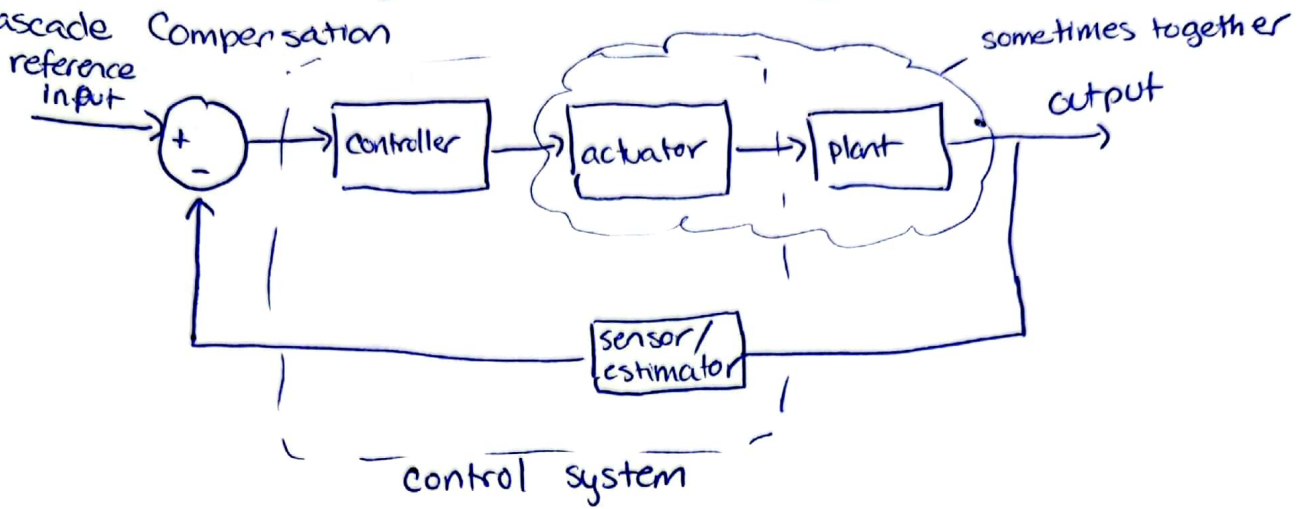 ascade Compensation
reference
input
+
-
controller
actuator
plant
sometimes together
output
sensor/
estimator
control system